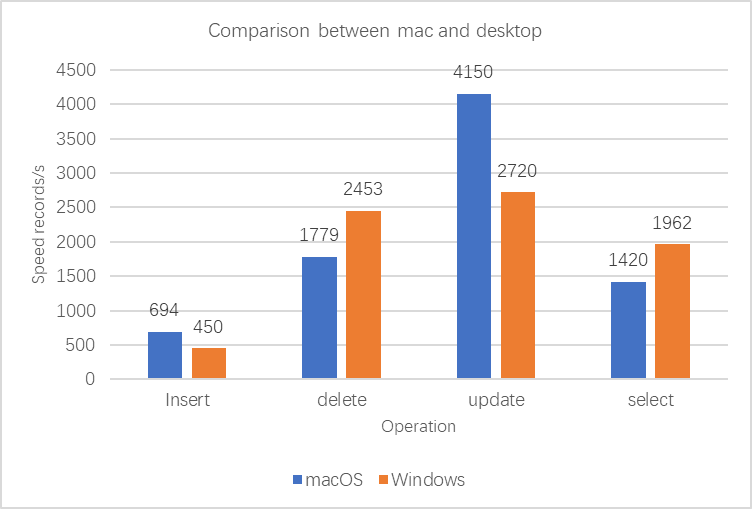 Comparison between mac and desktop
4500
4000
3500
3000
2500
2000
1500
1000
500
0
Speed records/s
694
450
1779
2453
4150
2720
1420
1962
Insert
delete
update
select
Operation
macOS
Windows